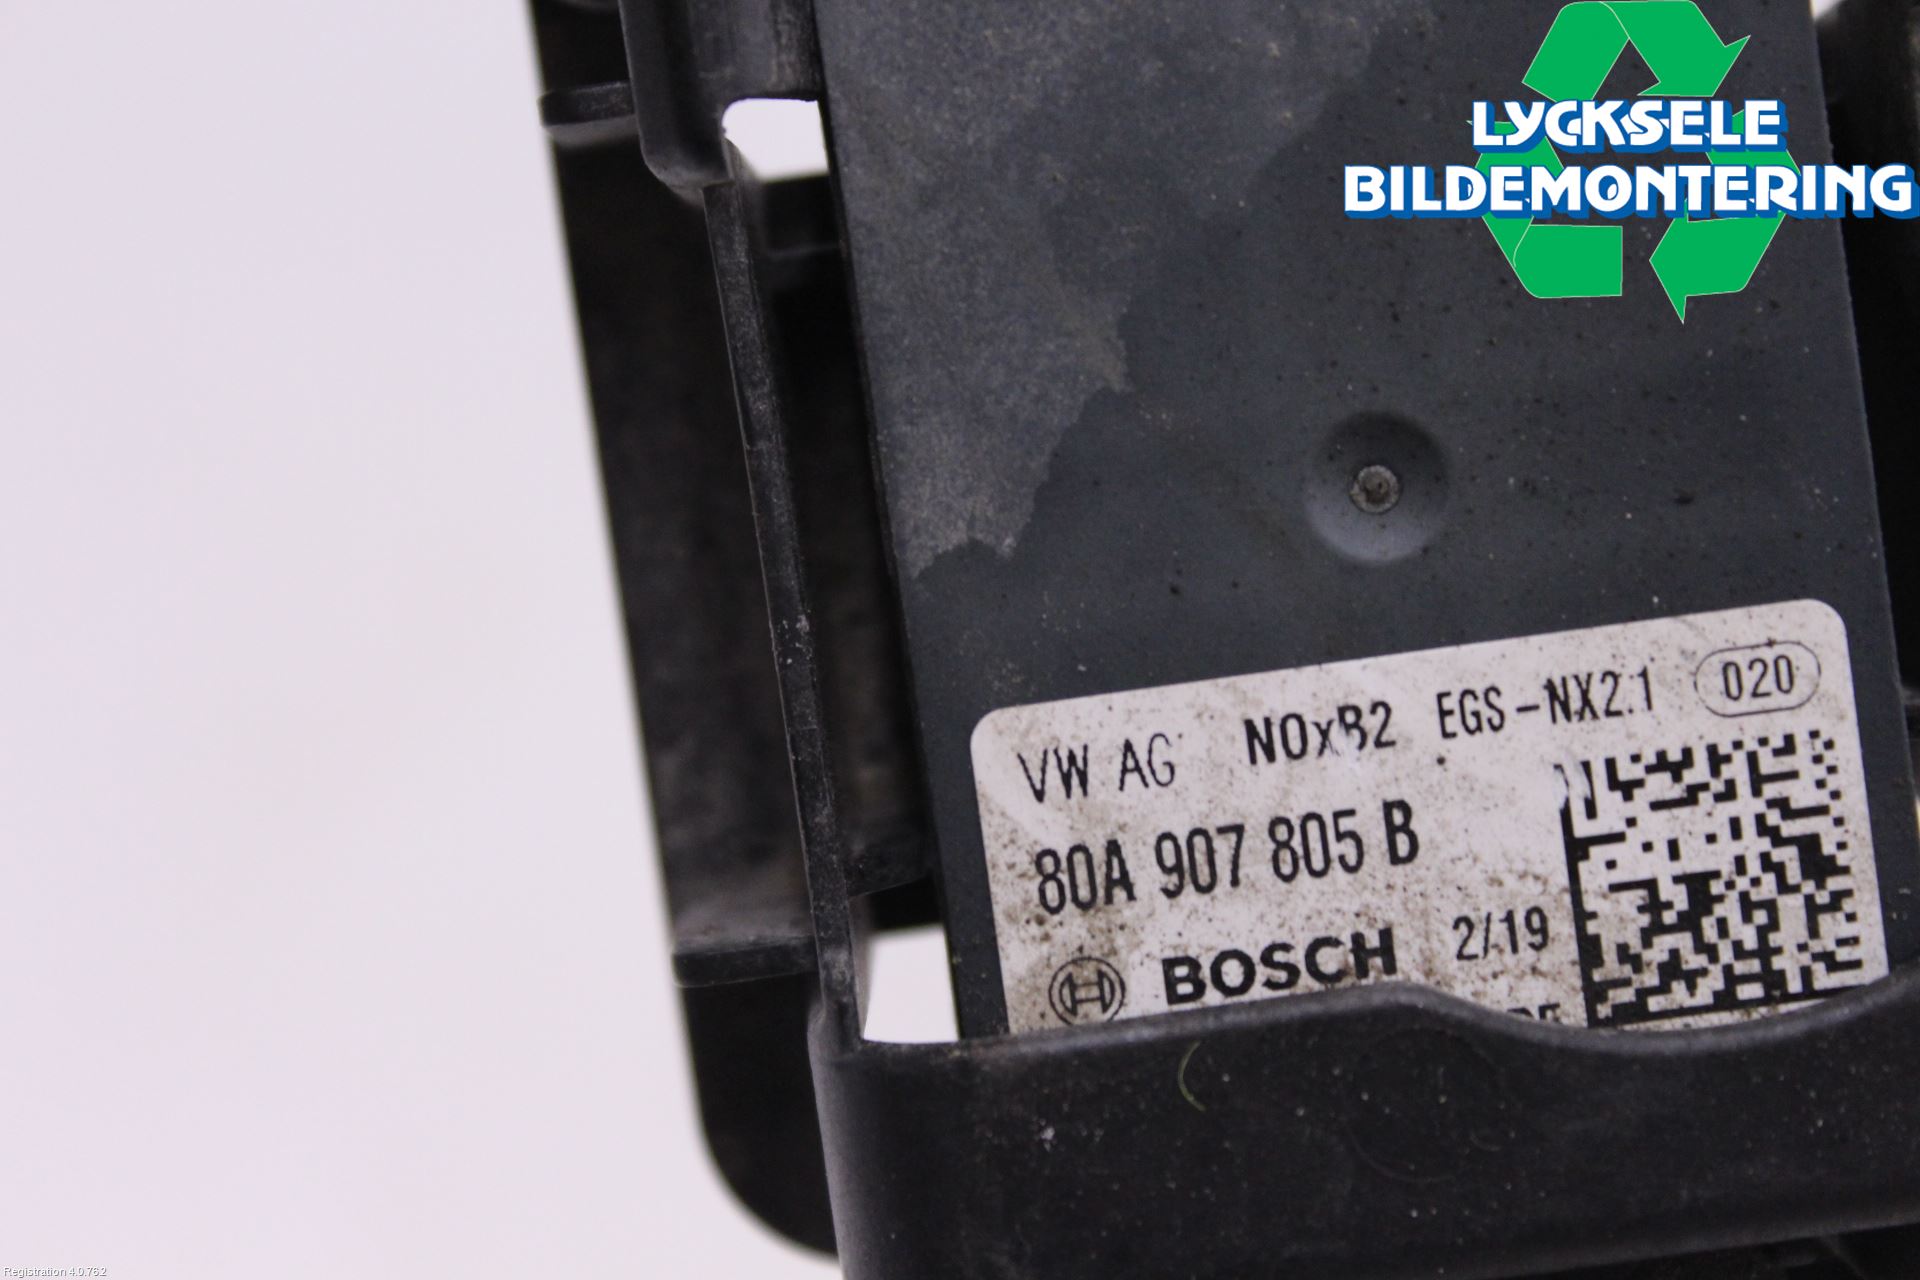 LYCKSELE
BILDEMONTERING
VW AG NOxB2 EGS-NX2.1 020
80A 907 805 B
BOSCH 2/19
Registration 4.0.762